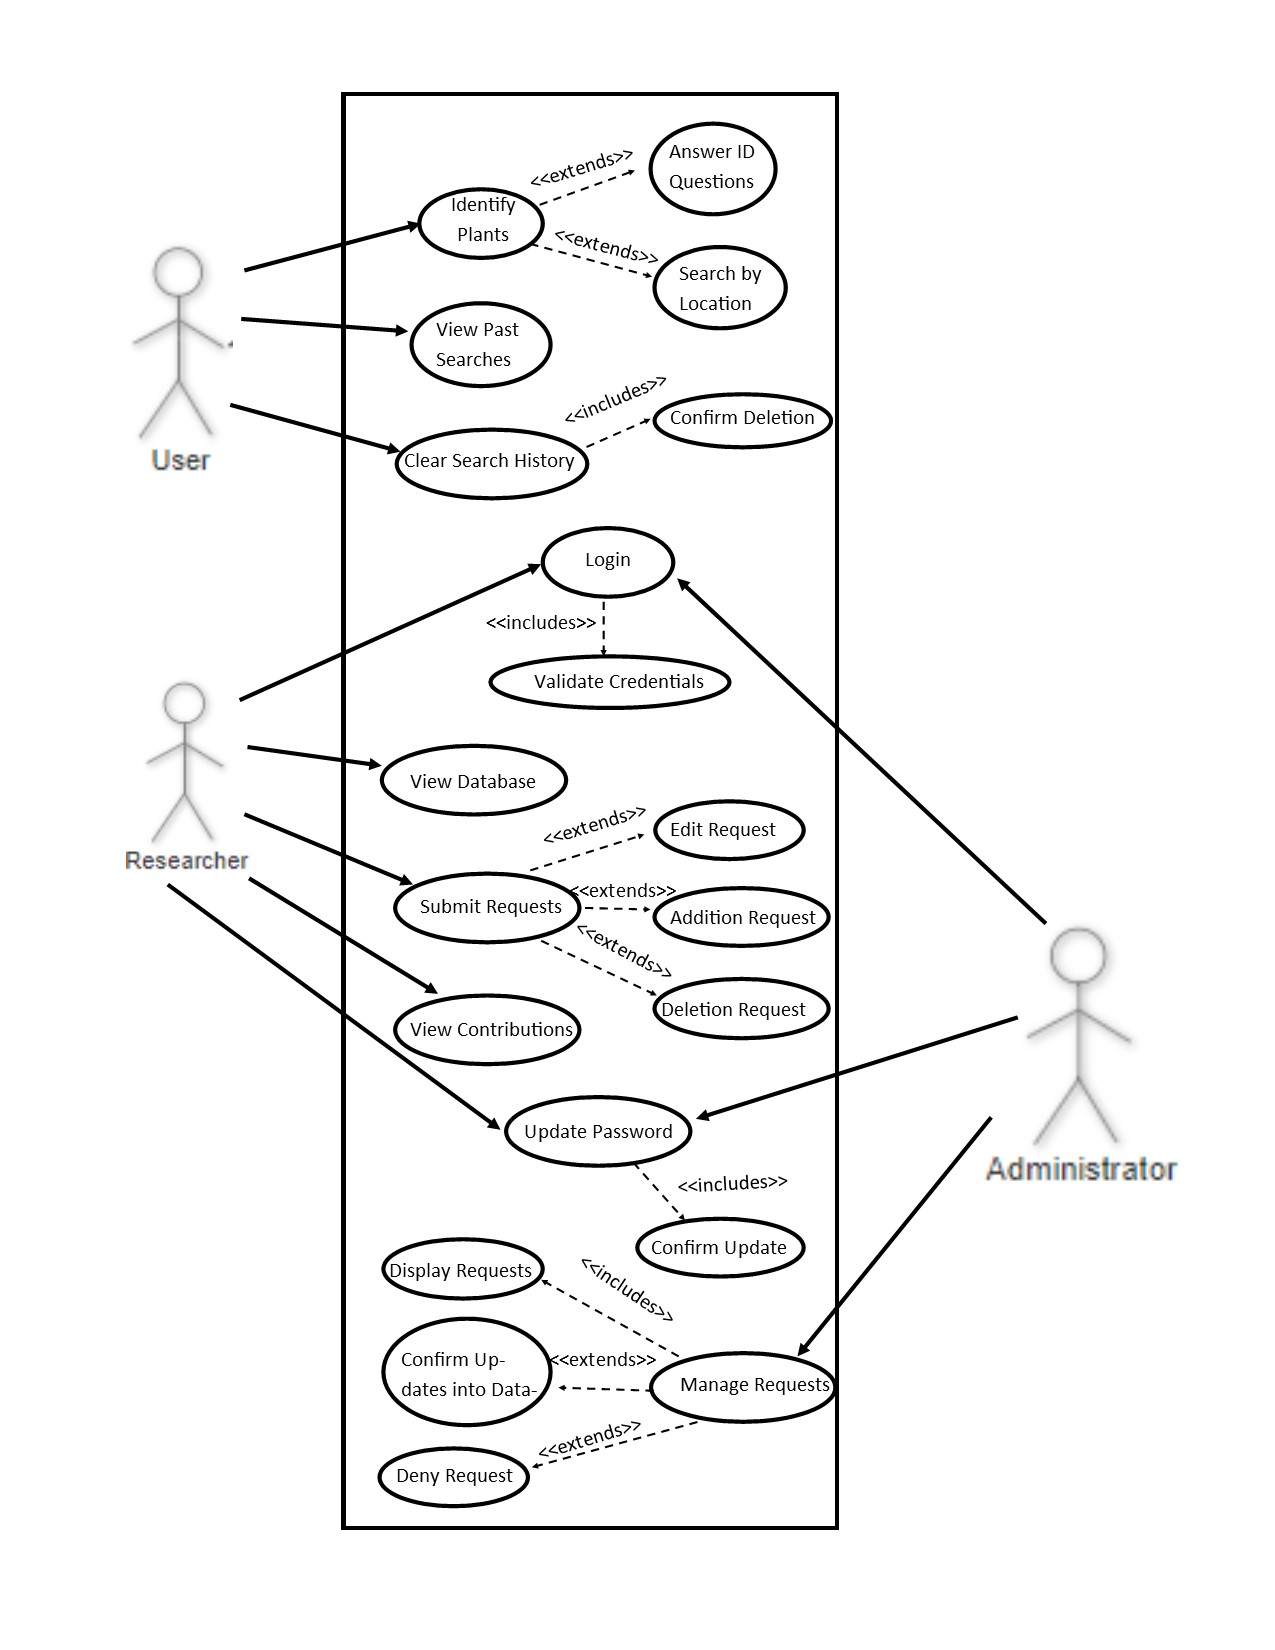 <<extends>>
Answer ID
Questions
Identify
Plants
<<extends>>
Search by
Location
View Past
Searches
<<includes>>
Confirm Deletion
Clear Search History
User
Login
<<includes>>
Validate Credentials
View Database
Researcher
<<extends>>
Edit Request
<<extends>>
Submit Requests
Addition Request
<<extends>>
Deletion Request
View Contributions
Update Password
Administrator
<<includes>>
Confirm Update
Display Requests
<<includes>>
Confirm Up-
dates into Data-
<<extends>>
Manage Requests
<<extends>>
Deny Request